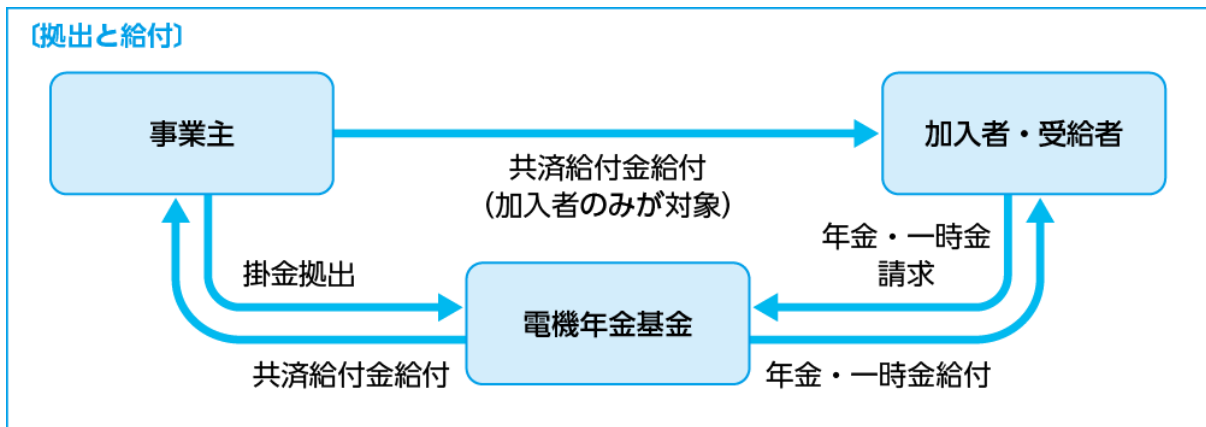 〔拠出と給付〕
事業主
加入者・受給者
共済給付金給付
（加入者のみが対象）
年金・一時金
請求
掛金拠出
電機年金基金
共済給付金給付
年金・一時金給付